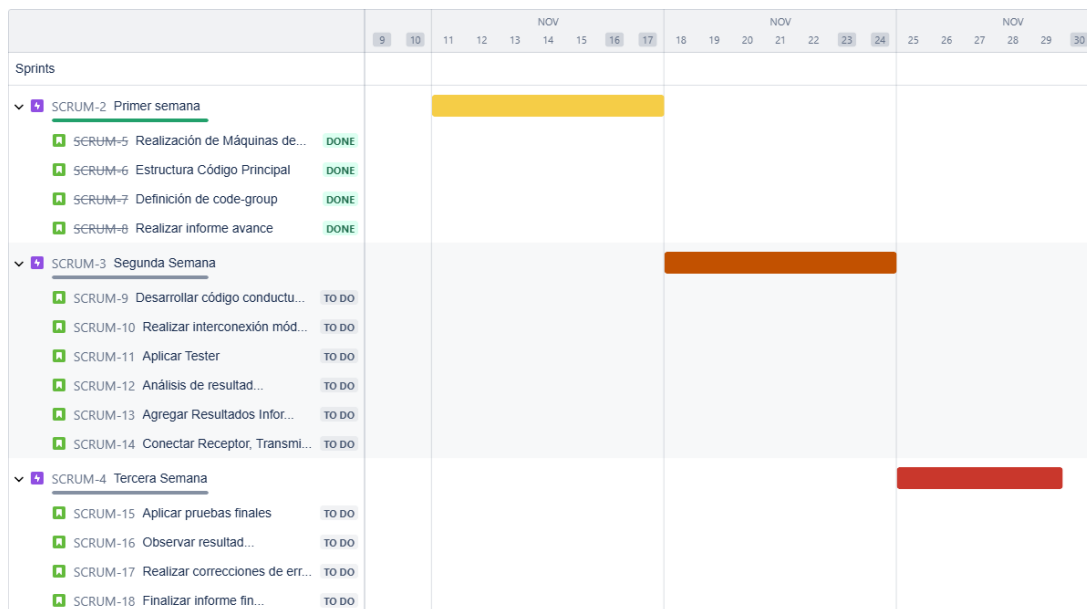 NOV NOV NOV
9 10 11 12 13 14 15 16 17 18 19 20 21 22 23 24 25 26 27 28 29 30
Sprints
SCRUM-2 Primer semana
SCRUM-5 Realización de Máquinas de... DONE
SCRUM-6 Estructura Código Principal DONE
SCRUM-7 Definición de code-group DONE
SCRUM-8 Realizar informe avance DONE
SCRUM-3 Segunda Semana
SCRUM-9 Desarrollar código conductu... TO DO
SCRUM-10 Realizar interconexión mód... TO DO
SCRUM-11 Aplicar Tester TO DO
SCRUM-12 Análisis de resultad... TO DO
SCRUM-13 Agregar Resultados Infor... TO DO
SCRUM-14 Conectar Receptor, Transmi... TO DO
SCRUM-4 Tercera Semana
SCRUM-15 Aplicar pruebas finales TO DO
SCRUM-16 Observar resultad... TO DO
SCRUM-17 Realizar correcciones de err... TO DO
SCRUM-18 Finalizar informe fin... TO DO